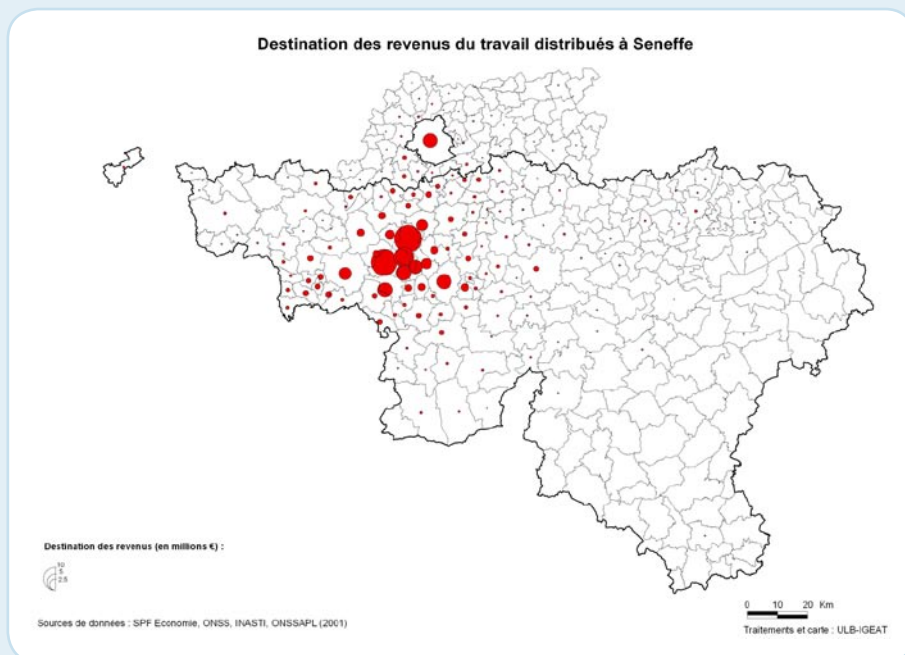 Destination des revenus du travail distribués à Seneffe
Destination des revenus (en millions €) :
10
5
2.5
Sources de données : SPF Economie, ONSS, INASTI, ONSSAPL (2001)
0 10 20 Km
Traitements et carte : ULB-IGEAT